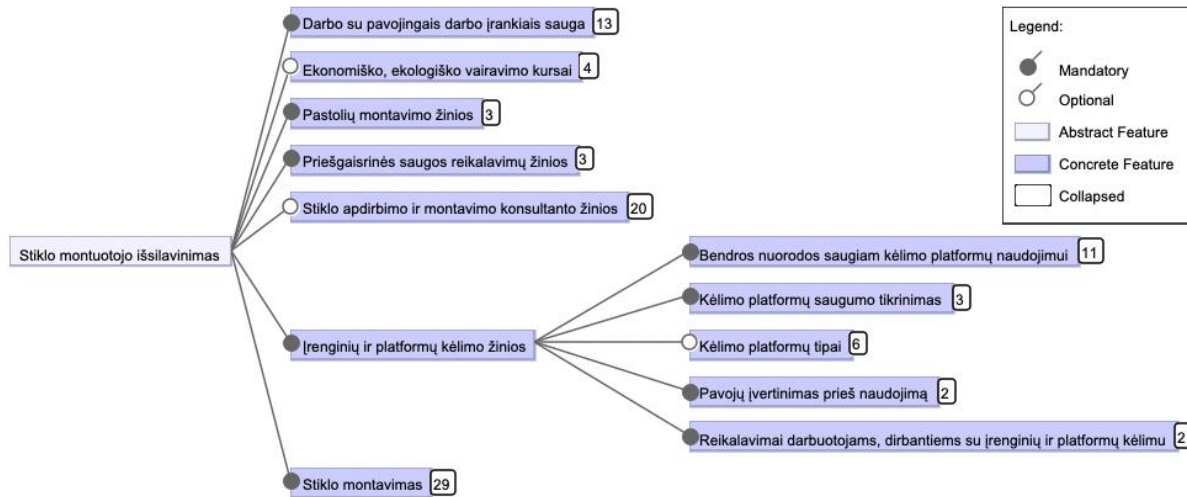 Darbo su pavojingais darbo įrankiais sauga 13
Ekonomiško, ekologiško vairavimo kursai 4
Pastolių montavimo žinios 3
Priešgaisrinės saugos reikalavimų žinios 3
Stiklo apdirbimo ir montavimo konsultanto žinios 20
Stiklo montuotojo išsilavinimas
Įrenginių ir platformų kėlimo žinios
Bendros nuorodos saugiam kėlimo platformų naudojimui 11
Kėlimo platformų saugumo tikrinimas 3
Kėlimo platformų tipai 6
Pavojų įvertinimas prieš naudojimą 2
Reikalavimai darbuotojams, dirbantiems su įrenginių ir platformų kėlimu 2
Stiklo montavimas 29
Legend:
Mandatory
Optional
Abstract Feature
Concrete Feature
Collapsed